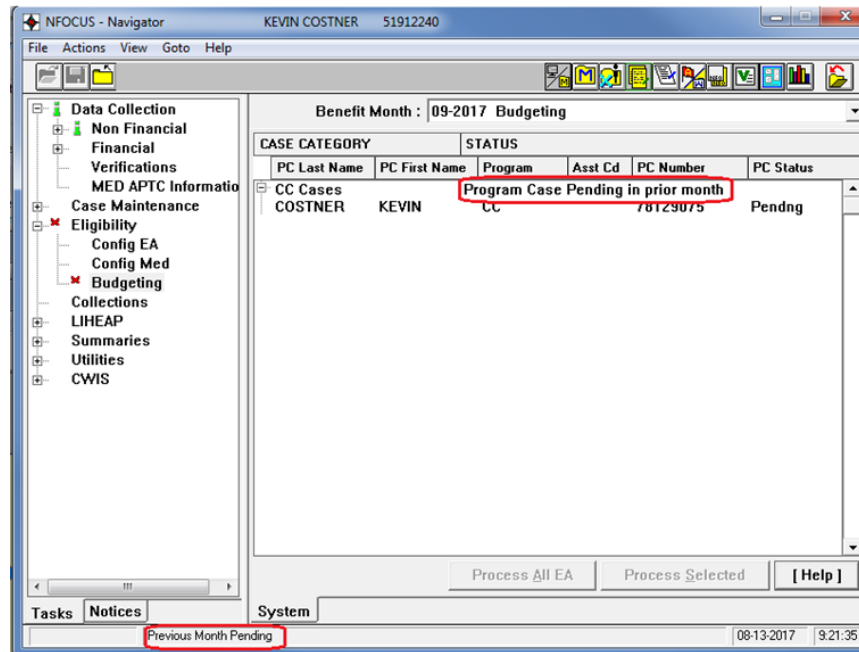 NFOCUS - Navigator KEVIN COSTNER 51912240
File Actions View Goto Help
Data Collection
Non Financial
Financial
Verifications
MED APTC Informatio
Case Maintenance
Eligibility
Config EA
Config Med
Budgeting
Collections
LIHEAP
Summaries
Utilities
CWIS
Tasks Notices
Benefit Month : 09-2017 Budgeting
CASE CATEGORY STATUS
PC Last Name PC First Name Program Asst Cd PC Number PC Status
CC Cases Program Case Pending in prior month
COSTNER KEVIN CC 78129075 Pendng
Process All EA Process Selected [ Help ]
System
Previous Month Pending 08-13-2017 9:21:35